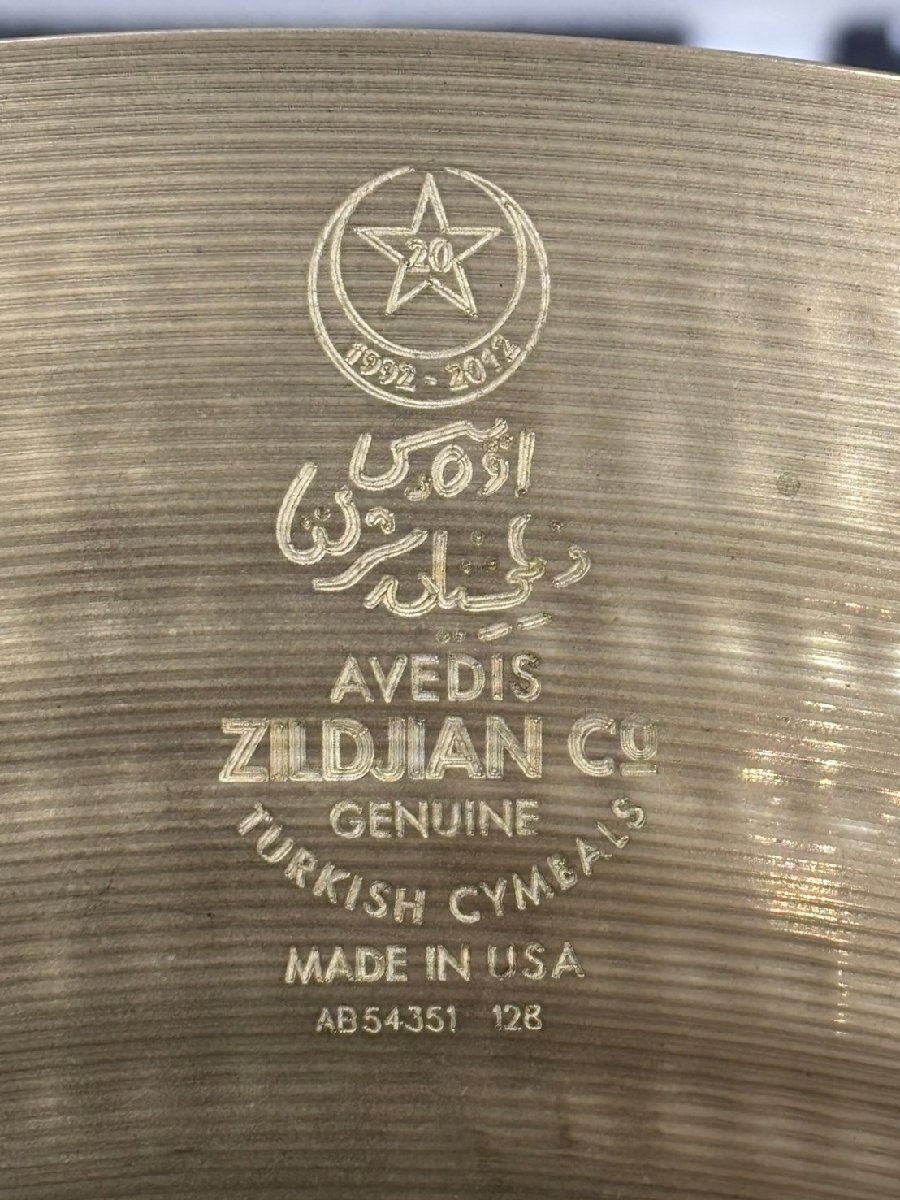 20
1992 - 2012
AVEDIS
ZILDJIAN Co
GENUINE
TURKISH CYMBALS
MADE IN USA
AB54351 128